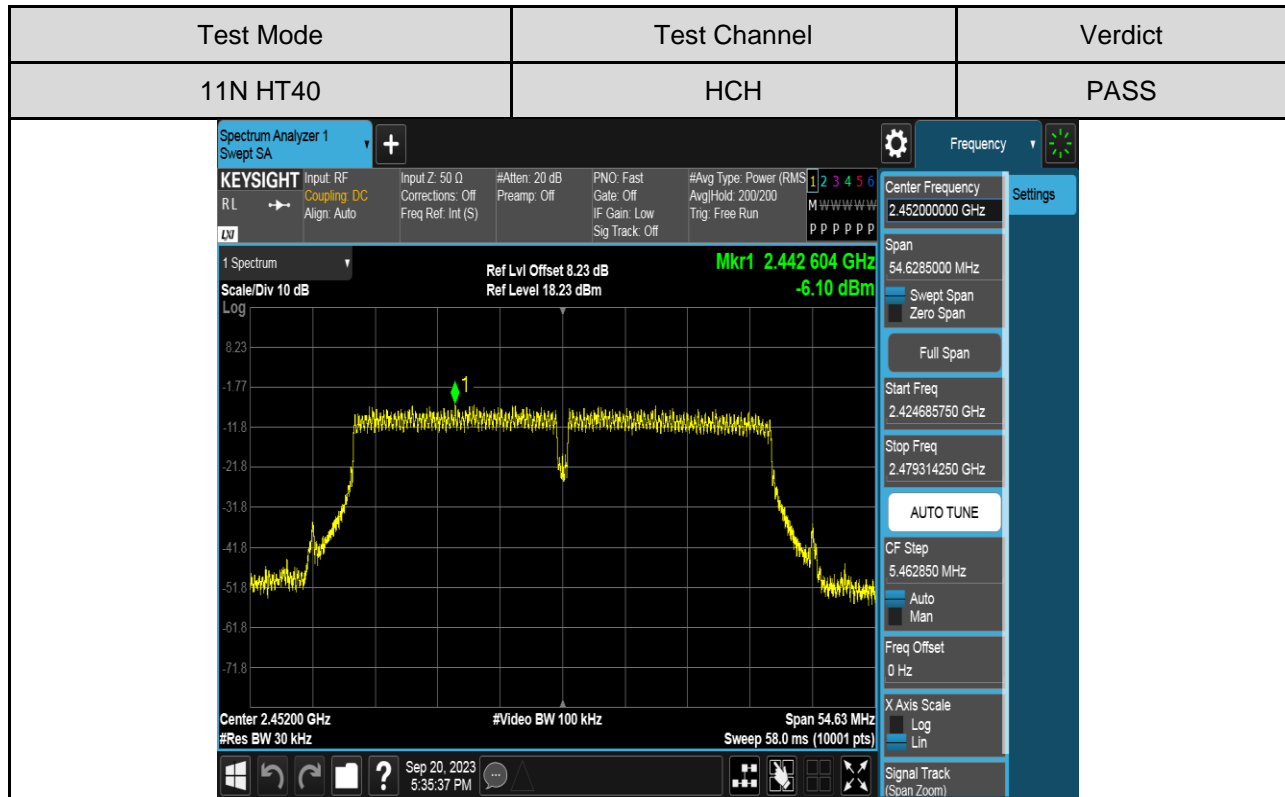 Test Mode Test Channel Verdict
11N HT40 HCH PASS
Spectrum Analyzer 1
Swept SA
Frequency
KEYSIGHT
RL
LXI
Input: RF
Coupling: DC
Align: Auto
Input Z: 50 Ω
Corrections: Off
Freq Ref: Int (S)
#Atten: 20 dB
Preamp: Off
PNO: Fast
Gate: Off
IF Gain: Low
Sig Track: Off
#Avg Type: Power (RMS
Avg|Hold: 200/200
Trig: Free Run
1 2 3 4 5 6
M W W W W W
P P P P P P
1 Spectrum
Scale/Div 10 dB
Ref Lvl Offset 8.23 dB
Ref Level 18.23 dBm
Mkr1 2.442 604 GHz
-6.10 dBm
Log
8.23
-1.77
-11.8
-21.8
-31.8
-41.8
-51.8
-61.8
-71.8
1
Center 2.45200 GHz
#Res BW 30 kHz
#Video BW 100 kHz
Span 54.63 MHz
Sweep 58.0 ms (10001 pts)
Center Frequency
2.452000000 GHz
Settings
Span
54.6285000 MHz
Swept Span
Zero Span
Full Span
Start Freq
2.424685750 GHz
Stop Freq
2.479314250 GHz
AUTO TUNE
CF Step
5.462850 MHz
Auto
Man
Freq Offset
0 Hz
X Axis Scale
Log
Lin
Signal Track
(Span Zoom)
?
Sep 20, 2023
5:35:37 PM